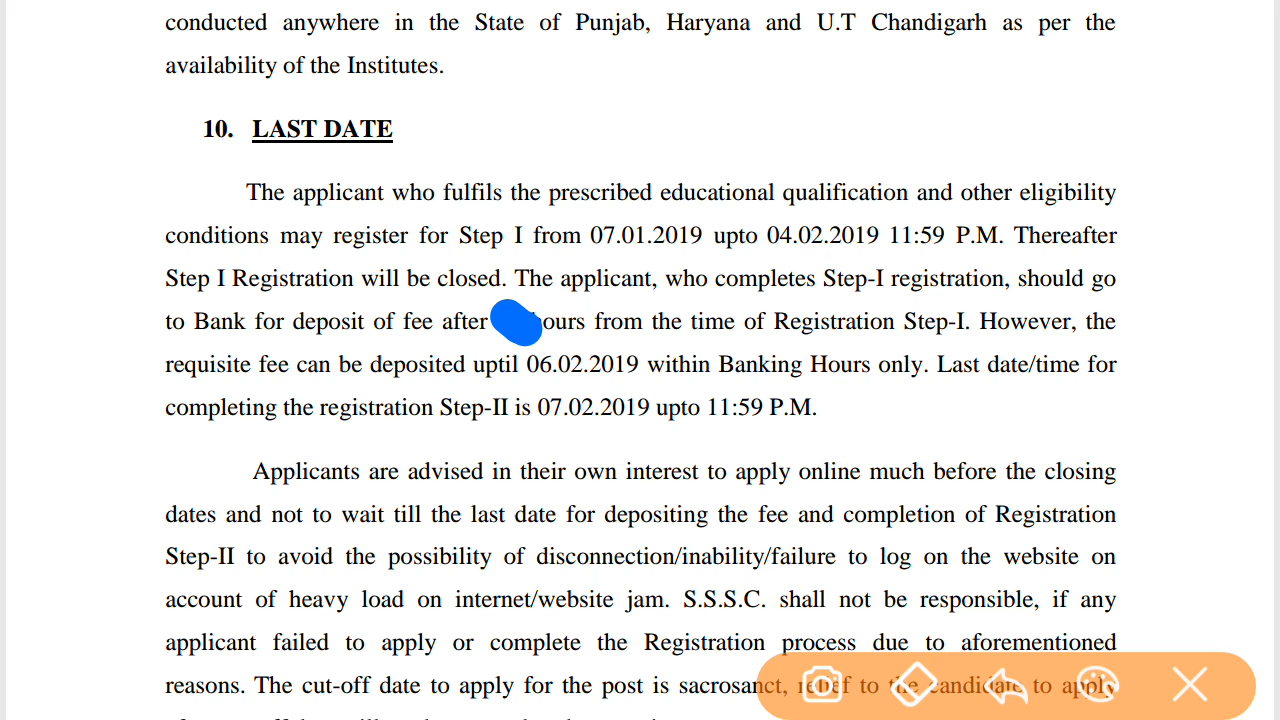 conducted anywhere in the State of Punjab, Haryana and U.T Chandigarh as per the
availability of the Institutes.
10. LAST DATE
The applicant who fulfils the prescribed educational qualification and other eligibility
conditions may register for Step I from 07.01.2019 upto 04.02.2019 11:59 P.M. Thereafter
Step I Registration will be closed. The applicant, who completes Step-I registration, should go
to Bank for deposit of fee after from the time of Registration Step-I. However, the
requisite fee can be deposited uptil 06.02.2019 within Banking Hours only. Last date/time for
completing the registration Step-II is 07.02.2019 upto 11:59 P.M.
Applicants are advised in their own interest to apply online much before the closing
dates and not to wait till the last date for depositing the fee and completion of Registration
Step-II to avoid the possibility of disconnection/inability/failure to log on the website on
account of heavy load on internet/website jam. S.S.S.C. shall not be responsible, if any
applicant failed to apply or complete the Registration process due to aforementioned
reasons. The cut-off date to apply for the post is sacrosanct, relief to the candidate to apply